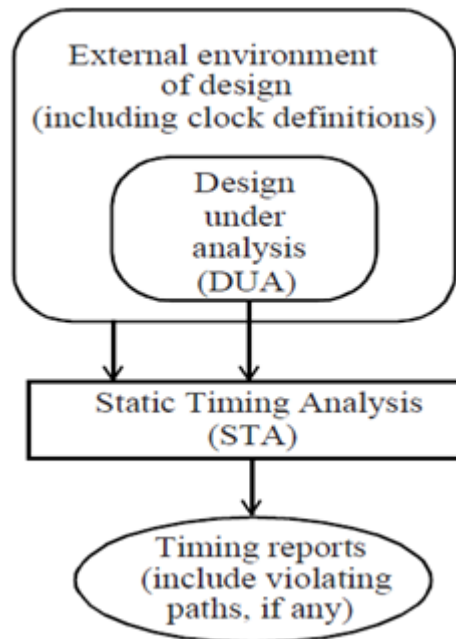 External environment
of design
(including clock definitions)
Design
under
analysis
(DUA)
Static Timing Analysis
(STA)
Timing reports
(include violating
paths, if any)